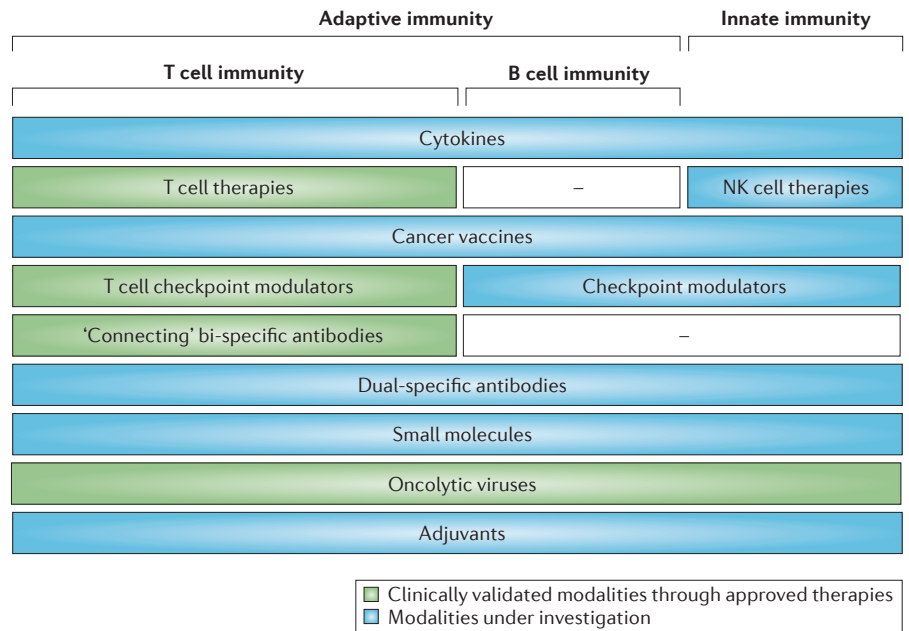 Adaptive immunity Innate immunity
T cell immunity B cell immunity
Cytokines
T cell therapies – NK cell therapies
Cancer vaccines
T cell checkpoint modulators Checkpoint modulators
‘Connecting’ bi-specific antibodies –
Dual-specific antibodies
Small molecules
Oncolytic viruses
Adjuvants
Clinically validated modalities through approved therapies
Modalities under investigation